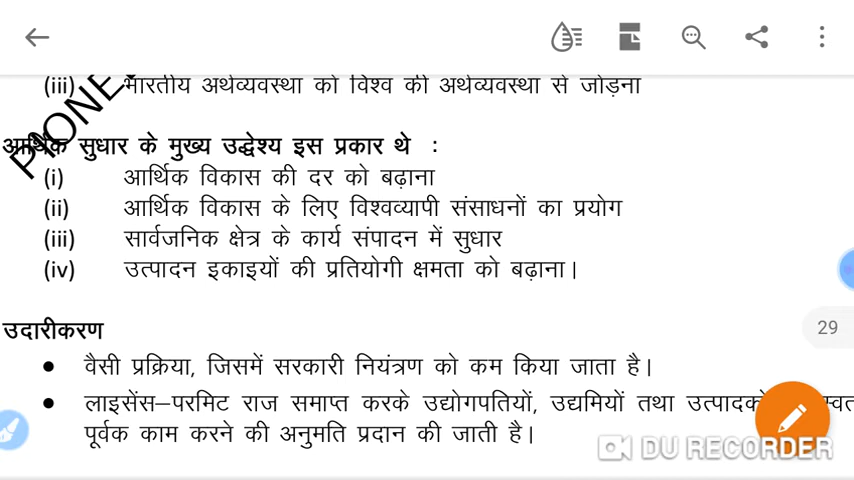 (iii) भारतीय अर्थव्यवस्था को विश्व की अर्थव्यवस्था से जोड़ना
PIONE
आर्थिक सुधार के मुख्य उद्धेश्य इस प्रकार थे :
(i) आर्थिक विकास की दर को बढ़ाना
(ii) आर्थिक विकास के लिए विश्वव्यापी संसाधनों का प्रयोग
(iii) सार्वजनिक क्षेत्र के कार्य संपादन में सुधार
(iv) उत्पादन इकाइयों की प्रतियोगी क्षमता को बढ़ाना।
उदारीकरण
29
● वैसी प्रक्रिया, जिसमें सरकारी नियंत्रण को कम किया जाता है।
● लाइसेंस–परमिट राज समाप्त करके उद्योगपतियों, उद्यमियों तथा
पूर्वक काम करने की अनुमति प्रदान की जाती है।
DU RECORDER